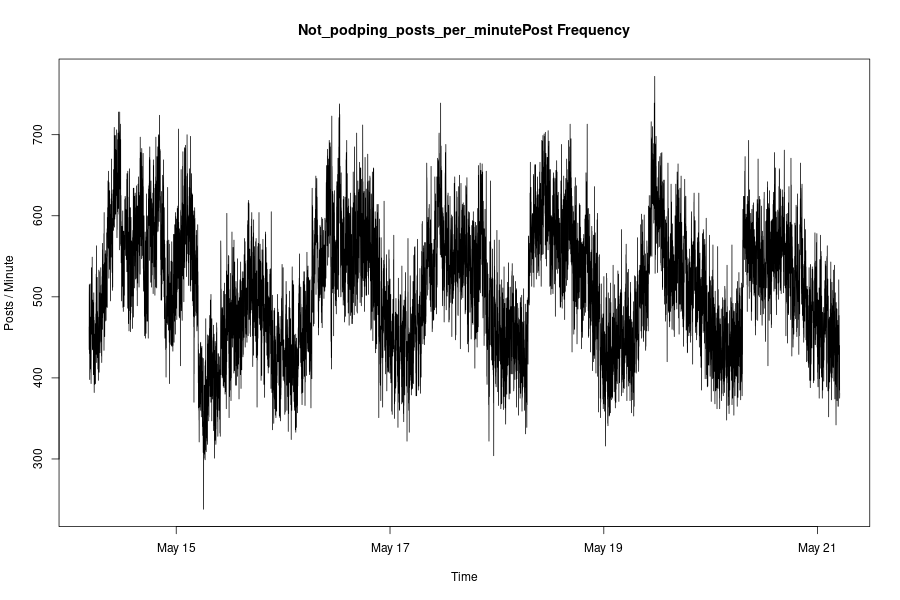 Not_podping_posts_per_minutePost Frequency
Posts / Minute
700
600
500
400
300
May 15
May 17
May 19
May 21
Time